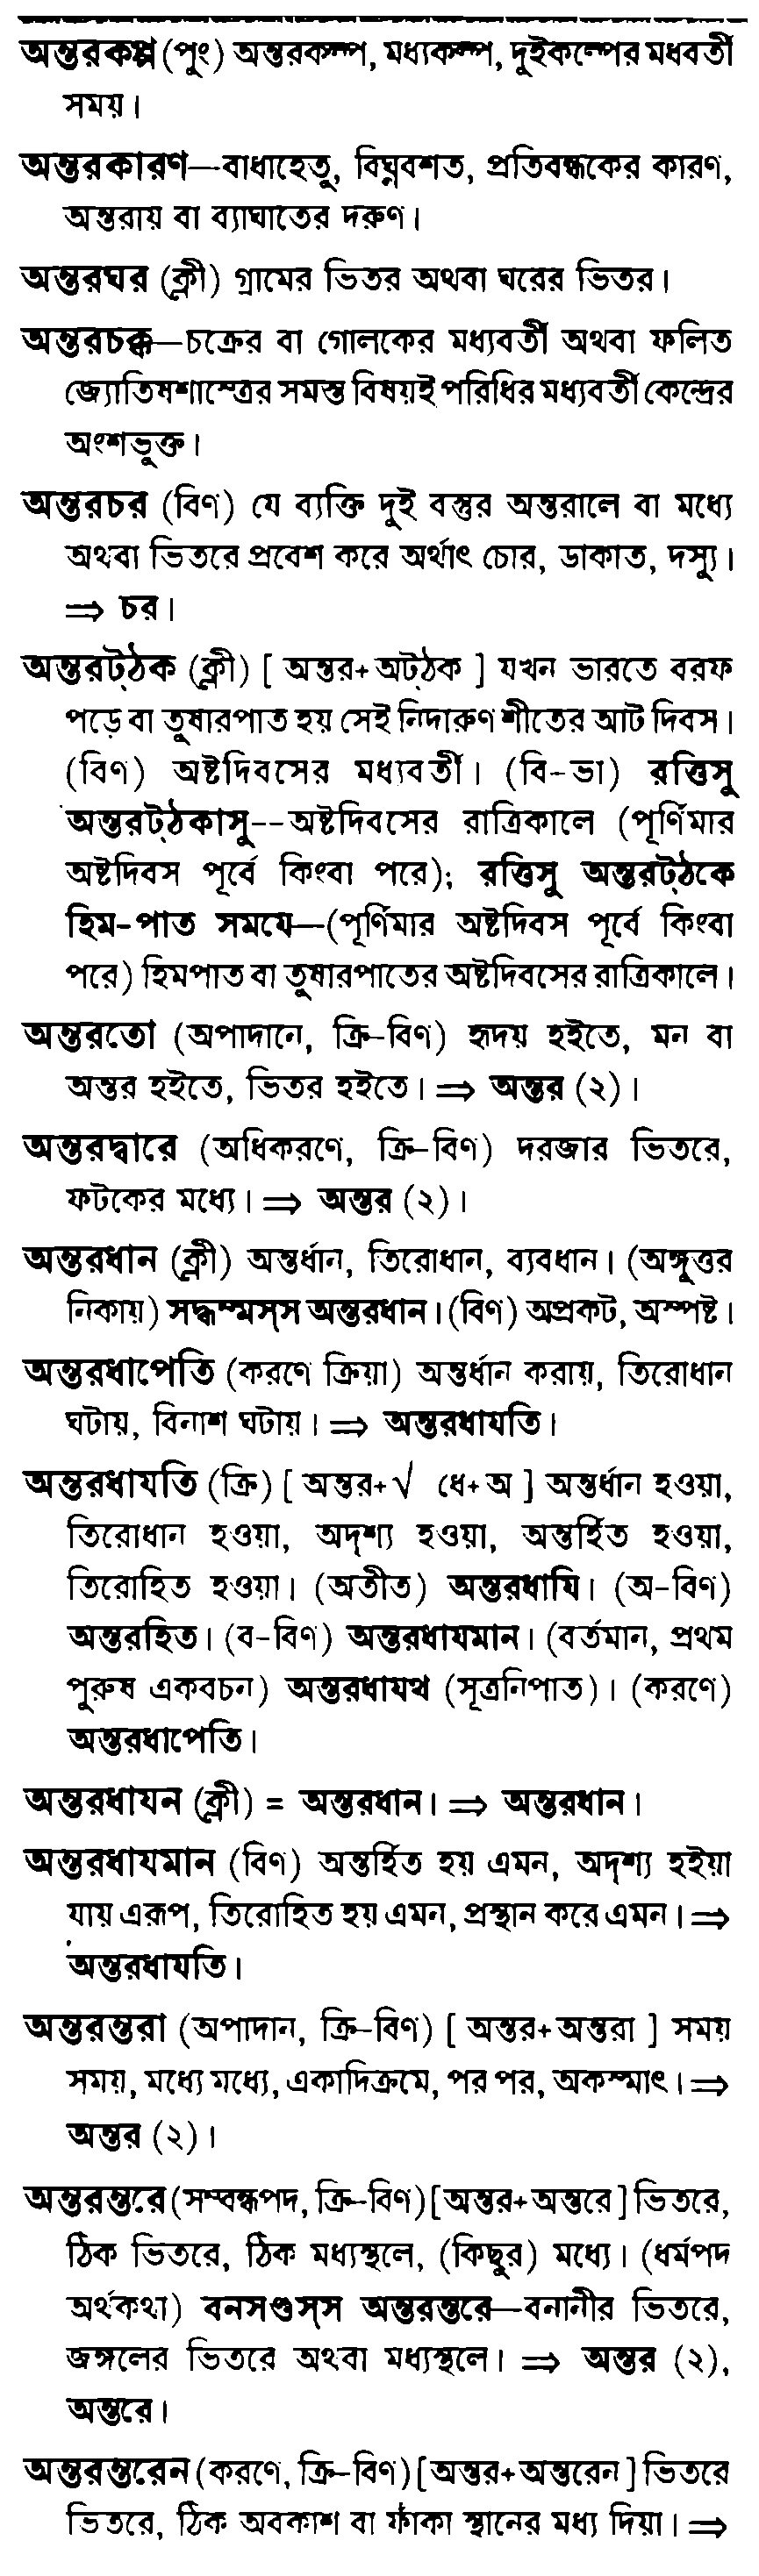 অন্তরকপ্প (পুং) অন্তরকল্প, মধ্যকল্প, দুইকল্পের মধবর্তী
সময়।
অন্তরকারণ—বাধাহেতু, বিঘ্নবশত, প্রতিবন্ধকের কারণ,
অন্তরায় বা ব্যাঘাতের দরুণ।
অন্তরঘর (ক্লী) গ্রামের ভিতর অথবা ঘরের ভিতর।
অন্তরচক্ক—চক্রের বা গোলকের মধ্যবর্তী অথবা ফলিত
জ্যোতিষশাস্ত্রের সমস্ত বিষয়ই পরিধির মধ্যবর্তী কেন্দ্রের
অংশভুক্ত।
অন্তরচর (বিণ) যে ব্যক্তি দুই বস্তুর অন্তরালে বা মধ্যে
অথবা ভিতরে প্রবেশ করে অর্থাৎ চোর, ডাকাত, দস্যু।
⇒ চর।
অন্তরট্ঠক (ক্লী) [ অন্তর+অট্ঠক ] যখন ভারতে বরফ
পড়ে বা তুষারপাত হয় সেই নিদারুণ শীতের আট দিবস।
(বিণ) অষ্টদিবসের মধ্যবর্তী। (বি-ভা) রত্তিসু
অন্তরট্ঠকাসু--অষ্টদিবসের রাত্রিকালে (পূর্ণিমার
অষ্টদিবস পূর্বে কিংবা পরে); রত্তিসু অন্তরট্ঠকে
হিম-পাত সমযে—(পূর্ণিমার অষ্টদিবস পূর্বে কিংবা
পরে) হিমপাত বা তুষারপাতের অষ্টদিবসের রাত্রিকালে।
অন্তরতো (অপাদানে, ক্রি-বিণ) হৃদয় হইতে, মন বা
অন্তর হইতে, ভিতর হইতে। ⇒ অন্তর (২)।
অন্তরদ্বারে (অধিকরণে, ক্রি-বিণ) দরজার ভিতরে,
ফটকের মধ্যে। ⇒ অন্তর (২)।
অন্তরধান (ক্লী) অন্তর্ধান, তিরোধান, ব্যবধান। (অঙ্গুত্তর
নিকায়) সদ্ধম্মস্স অন্তরধান। (বিণ) অপ্রকট, অস্পষ্ট।
অন্তরধাপেতি (করণে ক্রিয়া) অন্তর্ধান করায়, তিরোধান
ঘটায়, বিনাশ ঘটায়। ⇒ অন্তরধাযতি।
অন্তরধাযতি (ক্রি) [ অন্তর+√ ধে+অ ] অন্তর্ধান হওয়া,
তিরোধান হওয়া, অদৃশ্য হওয়া, অন্তর্হিত হওয়া,
তিরোহিত হওয়া। (অতীত) অন্তরধাযি। (অ-বিণ)
অন্তরহিত। (ব-বিণ) অন্তরধাযমান। (বর্তমান, প্রথম
পুরুষ একবচন) অন্তরধাযথ (সূত্রনিপাত)। (করণে)
অন্তরধাপেতি।
অন্তরধাযন (ক্লী) = অন্তরধান। ⇒ অন্তরধান।
অন্তরধাযমান (বিণ) অন্তর্হিত হয় এমন, অদৃশ্য হইয়া
যায় এরূপ, তিরোহিত হয় এমন, প্রস্থান করে এমন। ⇒
অন্তরধাযতি।
অন্তরন্তরা (অপাদান, ক্রি-বিণ) [ অন্তর+অন্তরা ] সময়
সময়, মধ্যে মধ্যে, একাদিক্রমে, পর পর, অকস্মাৎ। ⇒
অন্তর (২)।
অন্তরন্তরে (সম্বন্ধপদ, ক্রি-বিণ) [অন্তর+অন্তরে] ভিতরে,
ঠিক ভিতরে, ঠিক মধ্যস্থলে, (কিছুর) মধ্যে। (ধর্মপদ
অর্থকথা) বনসণ্ডস্স অন্তরন্তরে—বনানীর ভিতরে,
জঙ্গলের ভিতরে অথবা মধ্যস্থলে। ⇒ অন্তর (২),
অন্তরে।
অন্তরন্তরেন (করণে, ক্রি-বিণ) [অন্তর+অন্তরেন] ভিতরে
ভিতরে, ঠিক অবকাশ বা ফাঁকা স্থানের মধ্য দিয়া। ⇒